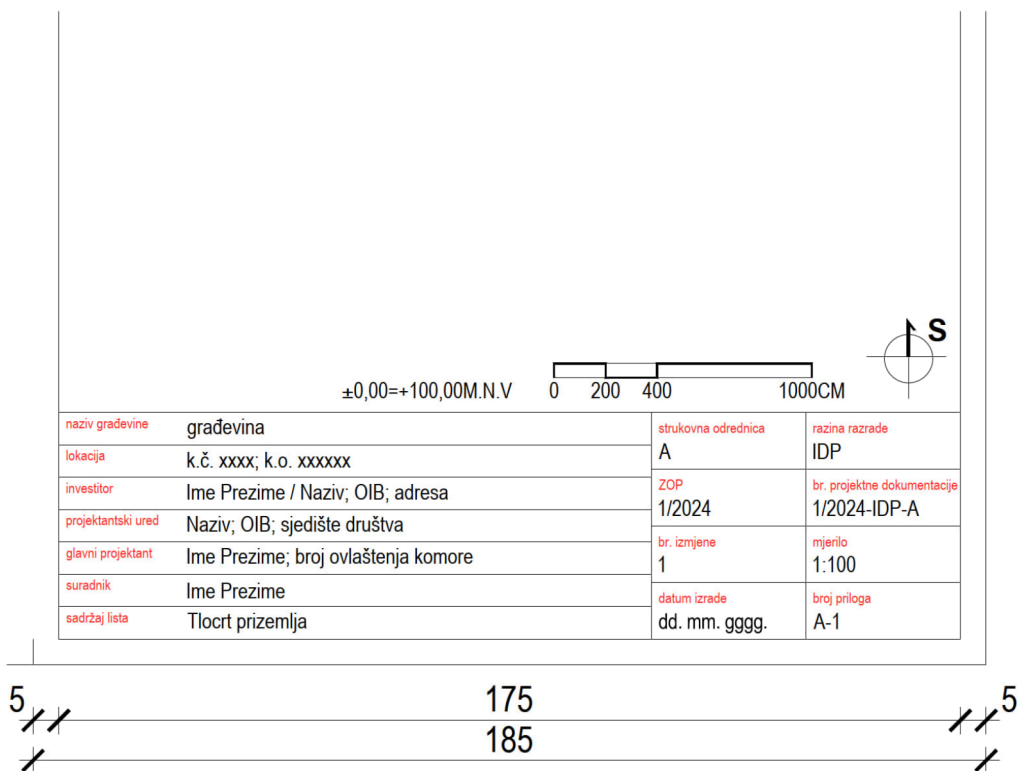 S
±0,00=+100,00M.N.V
0 200 400 1000CM
naziv građevine građevina
lokacija k.č. xxxx; k.o. xxxxxx
investitor Ime Prezime / Naziv; OIB; adresa
projektantski ured Naziv; OIB; sjedište društva
glavni projektant Ime Prezime; broj ovlaštenja komore
suradnik Ime Prezime
sadržaj lista Tlocrt prizemlja
strukovna odrednica
A
razina razrade
IDP
ZOP
1/2024
br. projektne dokumentacije
1/2024-IDP-A
br. izmjene
1
mjerilo
1:100
datum izrade
dd. mm. gggg.
broj priloga
A-1
5 175 5
185